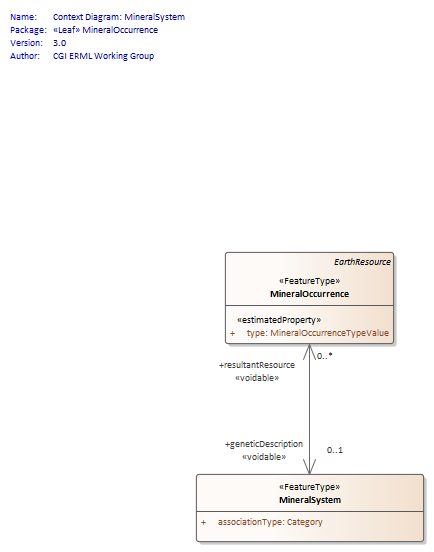 Name: Context Diagram: MineralSystem
Package: «Leaf» MineralOccurrence
Version: 3.0
Author: CGI ERML Working Group
EarthResource
«FeatureType»
MineralOccurrence
«estimatedProperty»
+ type: MineralOccurrenceTypeValue
0..*
+resultantResource
«voidable»
+geneticDescription
«voidable»
0..1
«FeatureType»
MineralSystem
+ associationType: Category